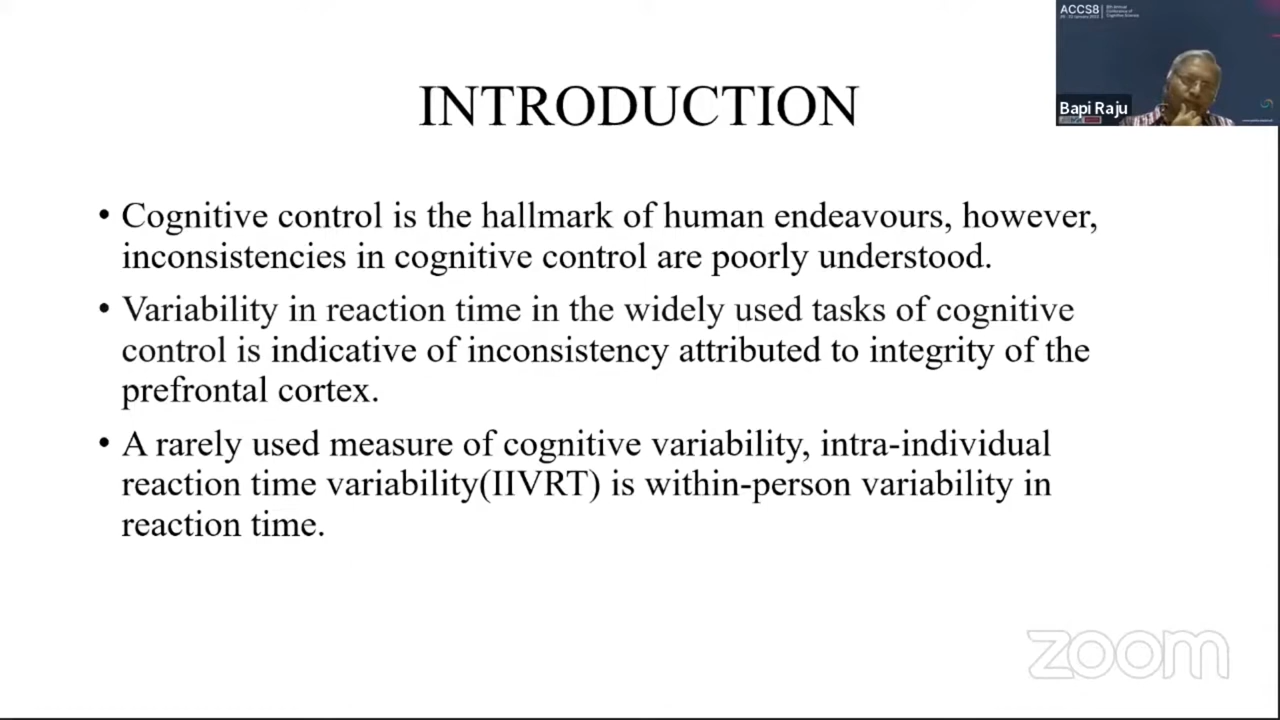 ACCS8
INTRODUCTION
Bapi Raju
• Cognitive control is the hallmark of human endeavours, however,
inconsistencies in cognitive control are poorly understood.
• Variability in reaction time in the widely used tasks of cognitive
control is indicative of inconsistency attributed to integrity of the
prefrontal cortex.
• A rarely used measure of cognitive variability, intra-individual
reaction time variability(IIVRT) is within-person variability in
reaction time.
zoom